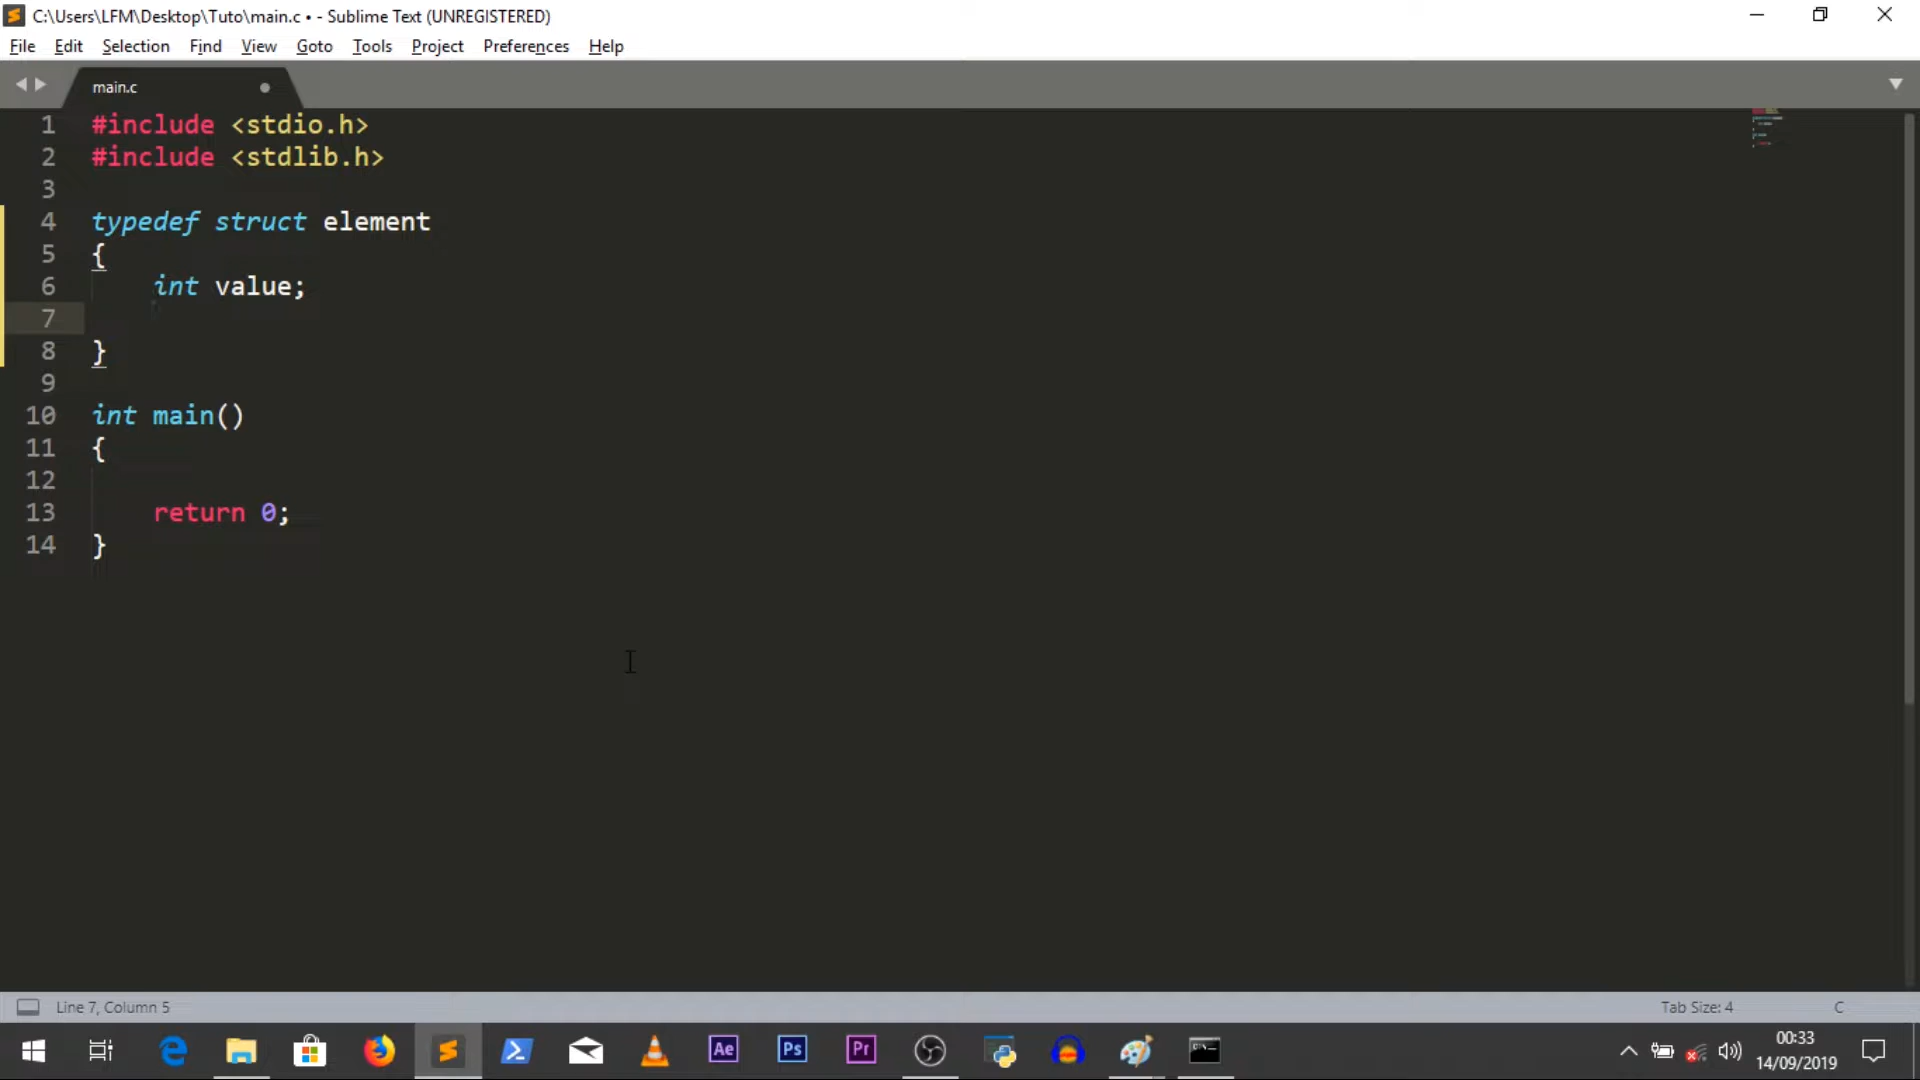 C:\Users\LFM\Desktop\Tuto\main.c • - Sublime Text (UNREGISTERED)
File Edit Selection Find View Goto Tools Project Preferences Help
main.c
1 #include <stdio.h>
2 #include <stdlib.h>
3
4 typedef struct element
5 {
6 int value;
7
8 }
9
10 int main()
11 {
12
13 return 0;
14 }
Line 7, Column 5 Tab Size: 4 C
Ae Ps Pr
00:33
14/09/2019